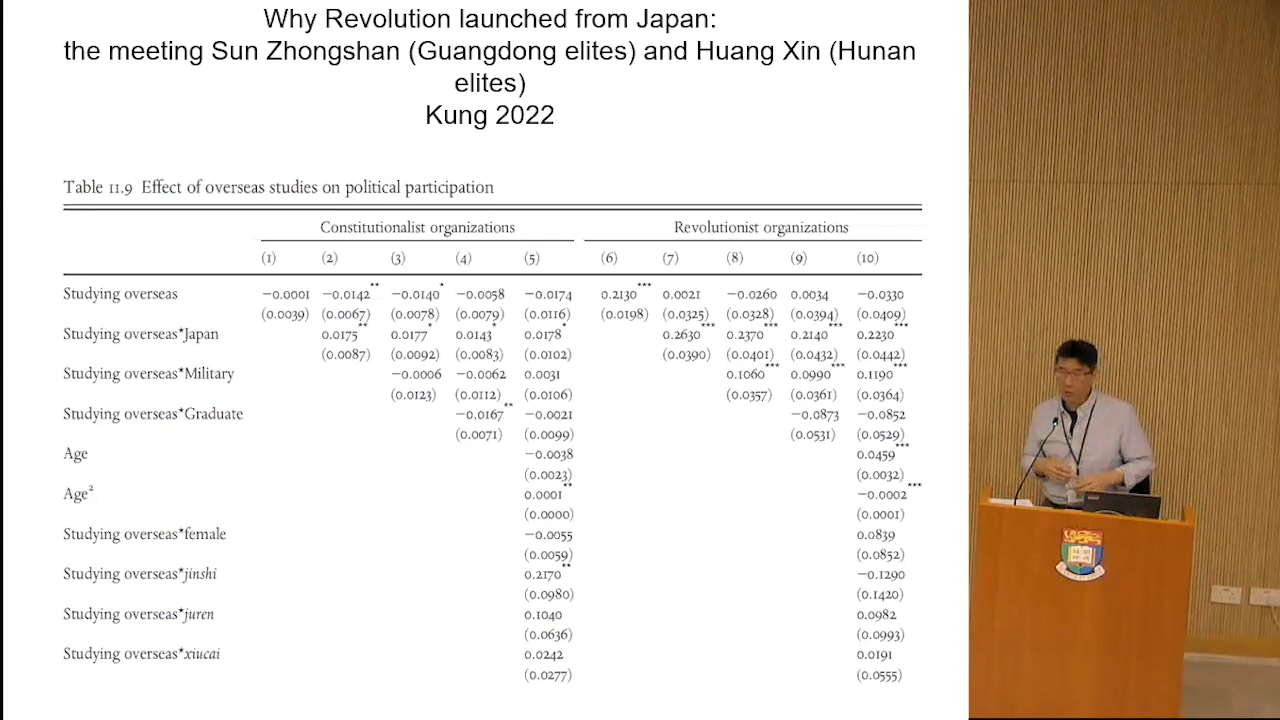 Why Revolution launched from Japan:
the meeting Sun Zhongshan (Guangdong elites) and Huang Xin (Hunan
elites)
Kung 2022
Table 11.9 Effect of overseas studies on political participation
Constitutionalist organizations Revolutionist organizations
(1) (2) (3) (4) (5) (6) (7) (8) (9) (10)
Studying overseas −0.0001 −0.0142** −0.0140* −0.0058 −0.0174 0.2130*** 0.0021 −0.0260 0.0034 −0.0330
(0.0039) (0.0067) (0.0078) (0.0079) (0.0116) (0.0198) (0.0325) (0.0328) (0.0394) (0.0409)
Studying overseas*Japan 0.0175** 0.0177* 0.0143* 0.0178* 0.2630*** 0.2370*** 0.2140*** 0.2230***
(0.0087) (0.0092) (0.0083) (0.0102) (0.0390) (0.0401) (0.0432) (0.0442)
Studying overseas*Military −0.0006 −0.0062 0.0031 0.1060*** 0.0990*** 0.1190***
(0.0123) (0.0112) (0.0106) (0.0357) (0.0361) (0.0364)
Studying overseas*Graduate −0.0167** −0.0021 −0.0873 −0.0852
(0.0071) (0.0099) (0.0531) (0.0529)
Age −0.0038 0.0459***
(0.0023) (0.0032)
Age² 0.0001** −0.0002***
(0.0000) (0.0001)
Studying overseas*female −0.0055 0.0839
(0.0059) (0.0852)
Studying overseas*jinshi 0.2170** −0.1290
(0.0980) (0.1420)
Studying overseas*juren 0.1040 0.0982
(0.0636) (0.0993)
Studying overseas*xiucai 0.0242 0.0191
(0.0277) (0.0555)